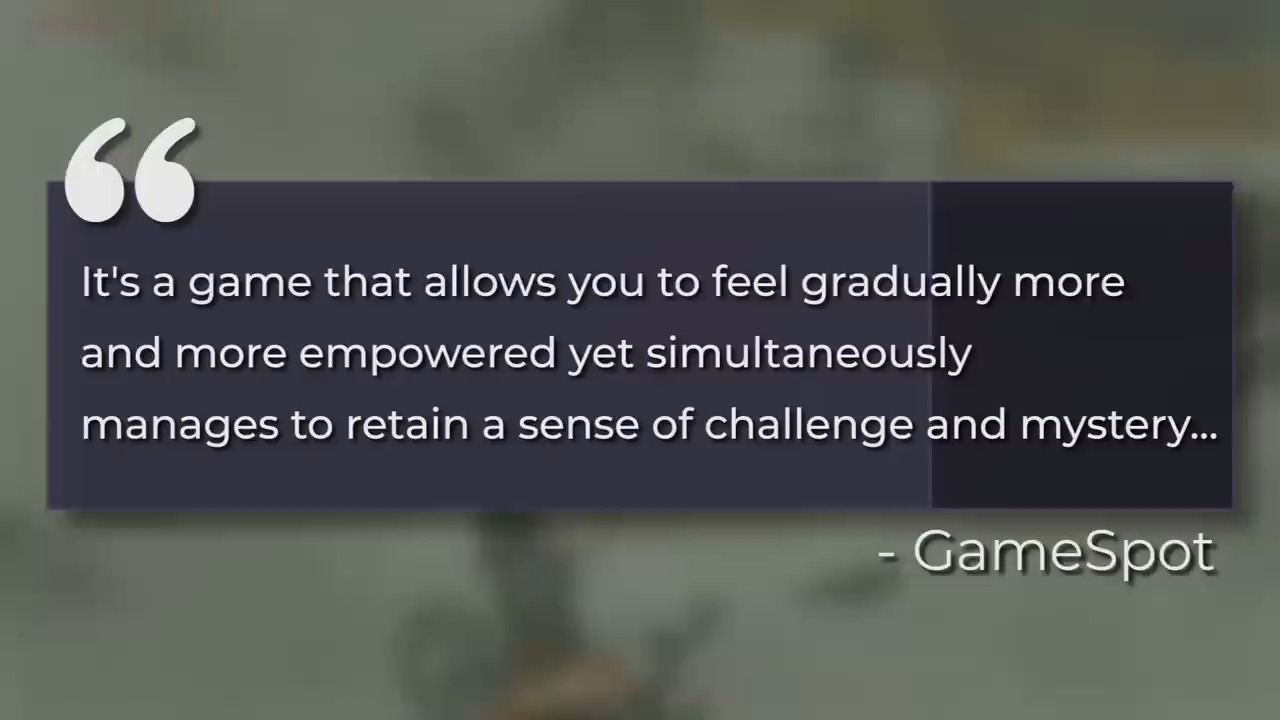 “
It's a game that allows you to feel gradually more
and more empowered yet simultaneously
manages to retain a sense of challenge and mystery...
- GameSpot